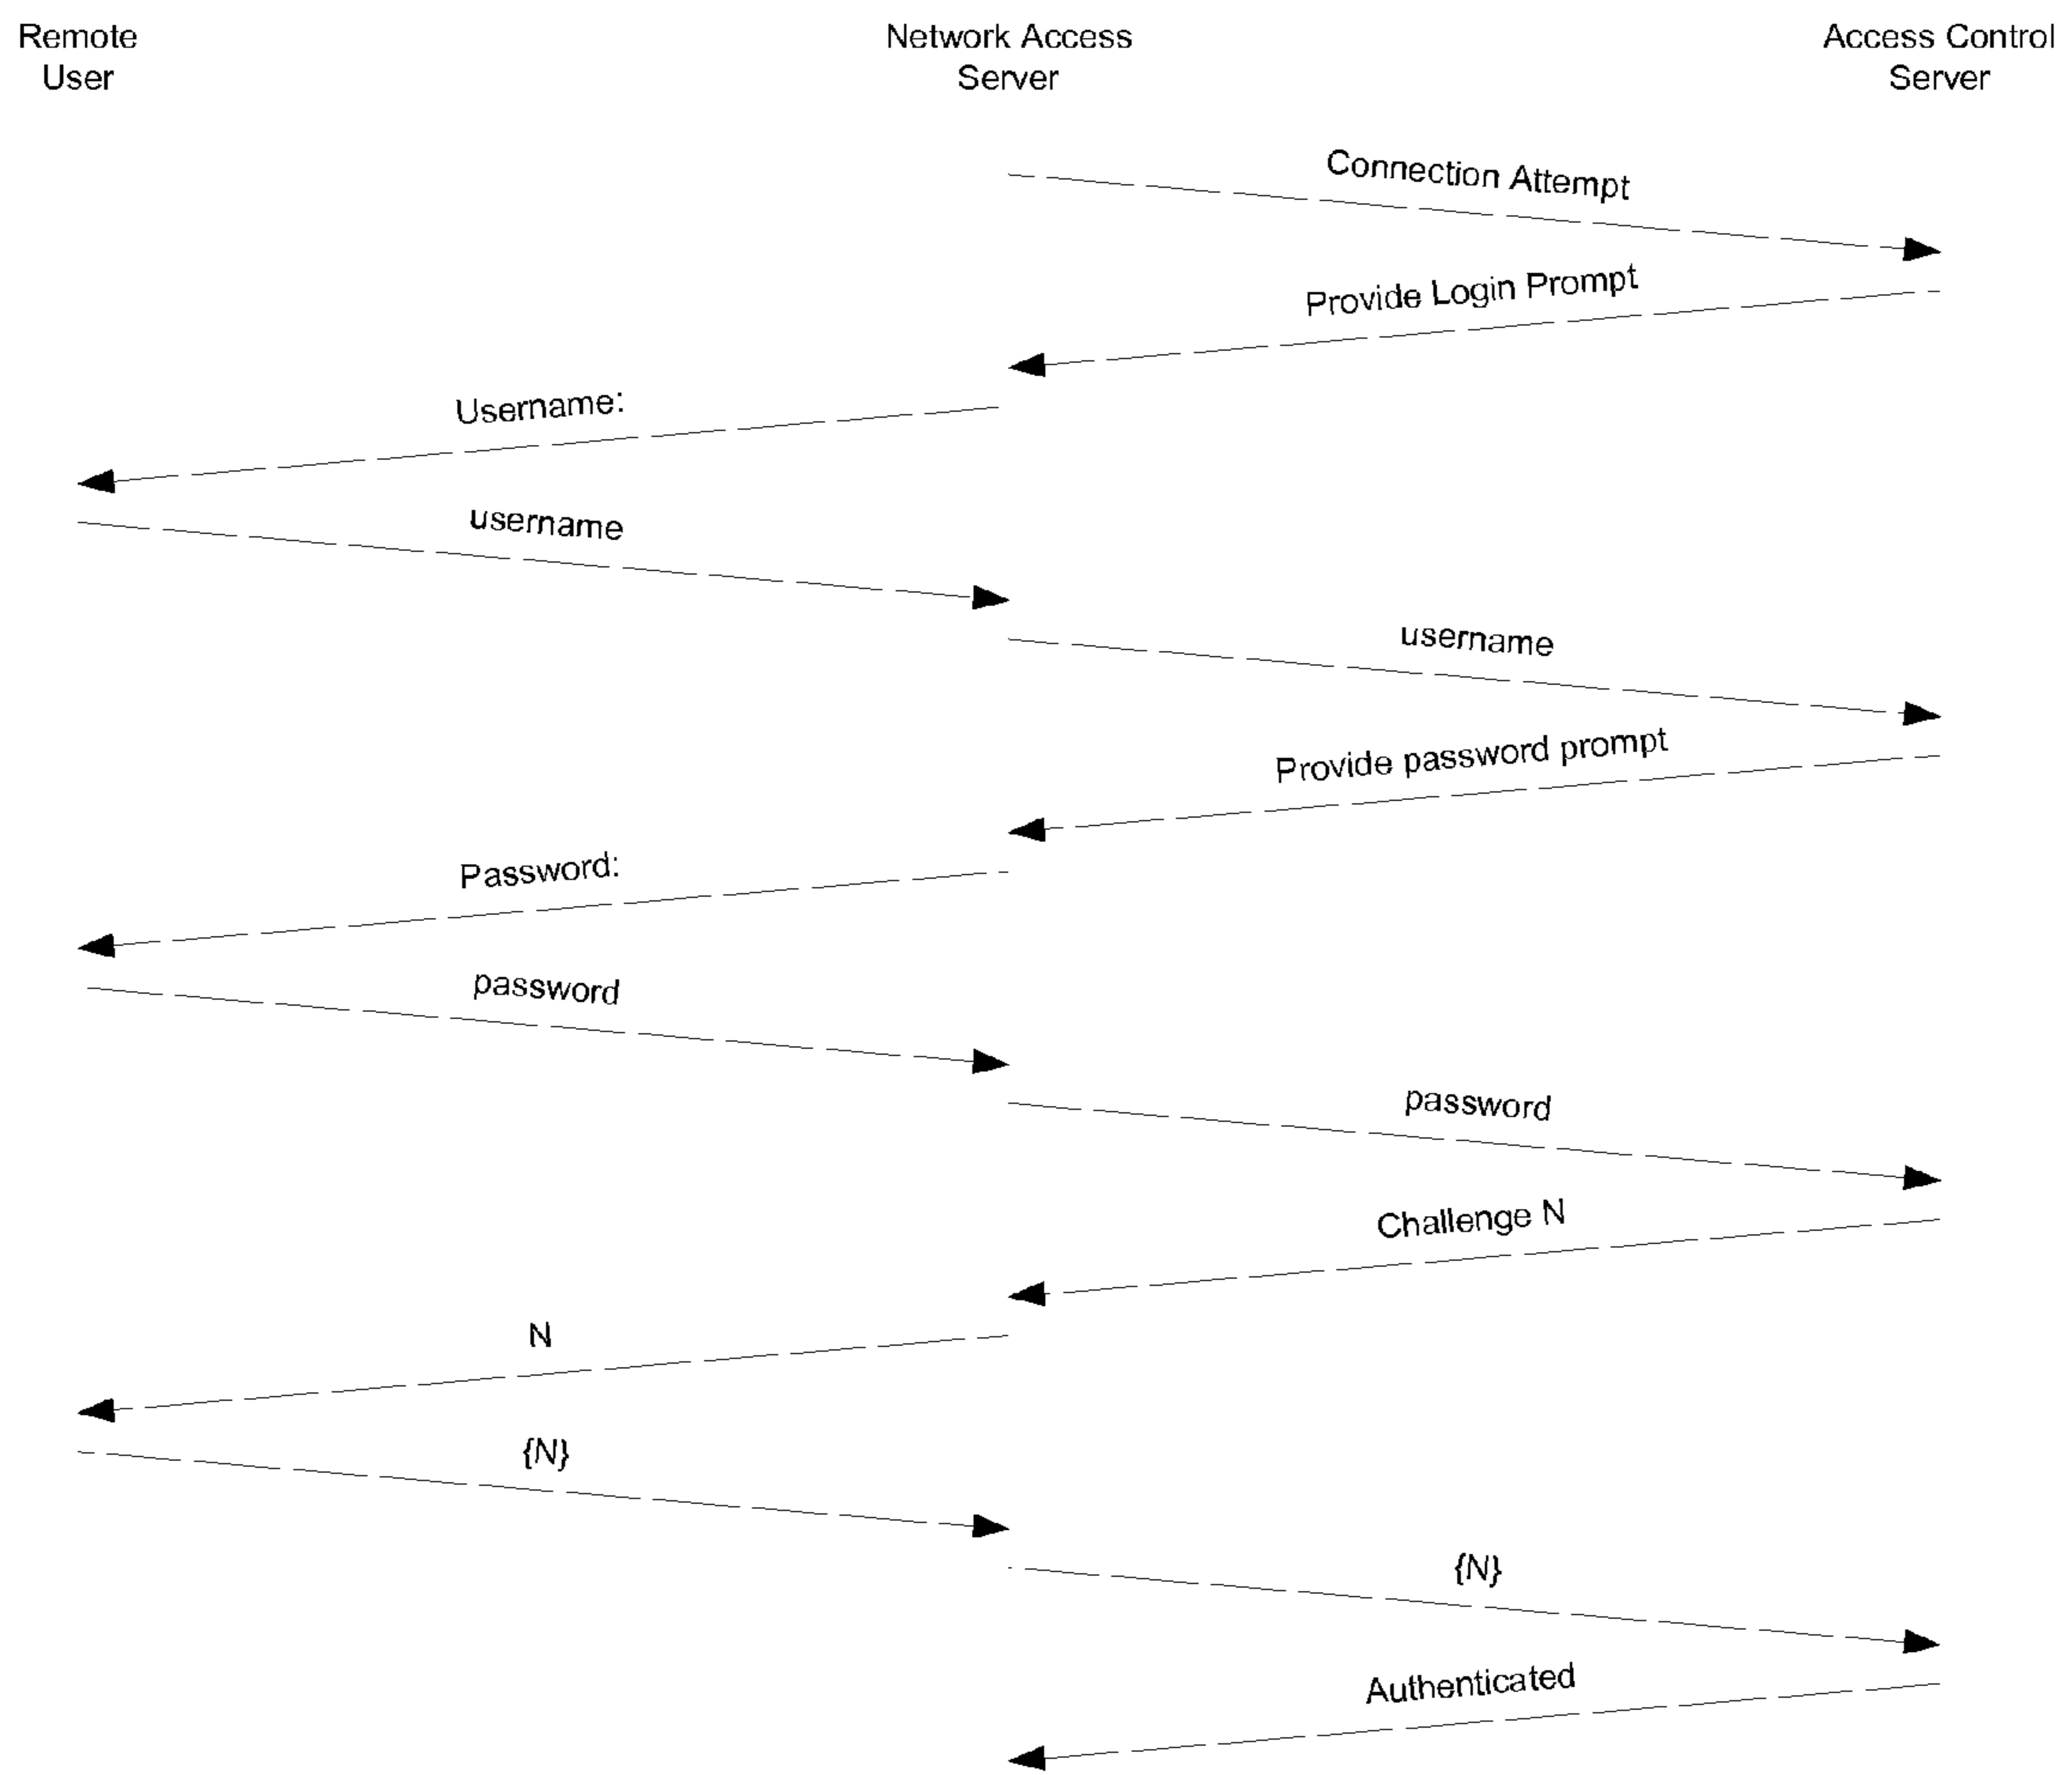 Remote
User
Network Access
Server
Access Control
Server
Connection Attempt
Provide Login Prompt
Username:
username
username
Provide password prompt
Password:
password
password
Challenge N
N
{N}
{N}
Authenticated